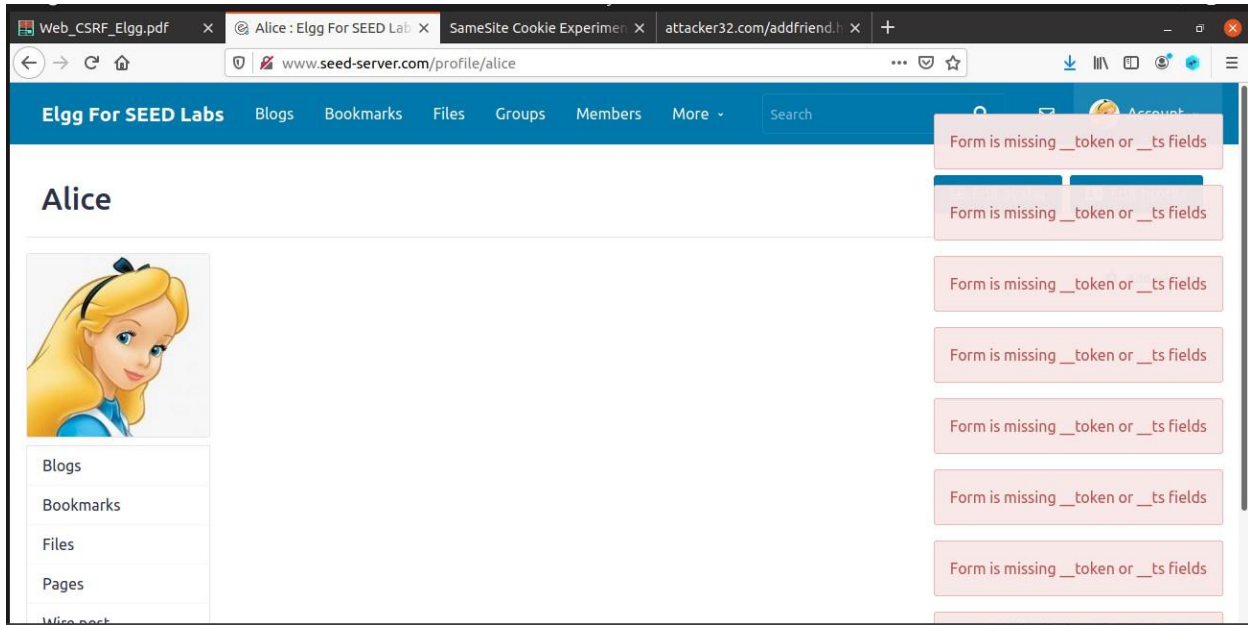 Web_CSRF_Elgg.pdf
Alice : Elgg For SEED Lab
SameSite Cookie Experimen
attacker32.com/addfriend.h
www.seed-server.com/profile/alice
Elgg For SEED Labs
Blogs
Bookmarks
Files
Groups
Members
More
Search
Account
Form is missing __token or __ts fields
Alice
Form is missing __token or __ts fields
Form is missing __token or __ts fields
Form is missing __token or __ts fields
Form is missing __token or __ts fields
Blogs
Bookmarks
Form is missing __token or __ts fields
Files
Form is missing __token or __ts fields
Pages
Wire post